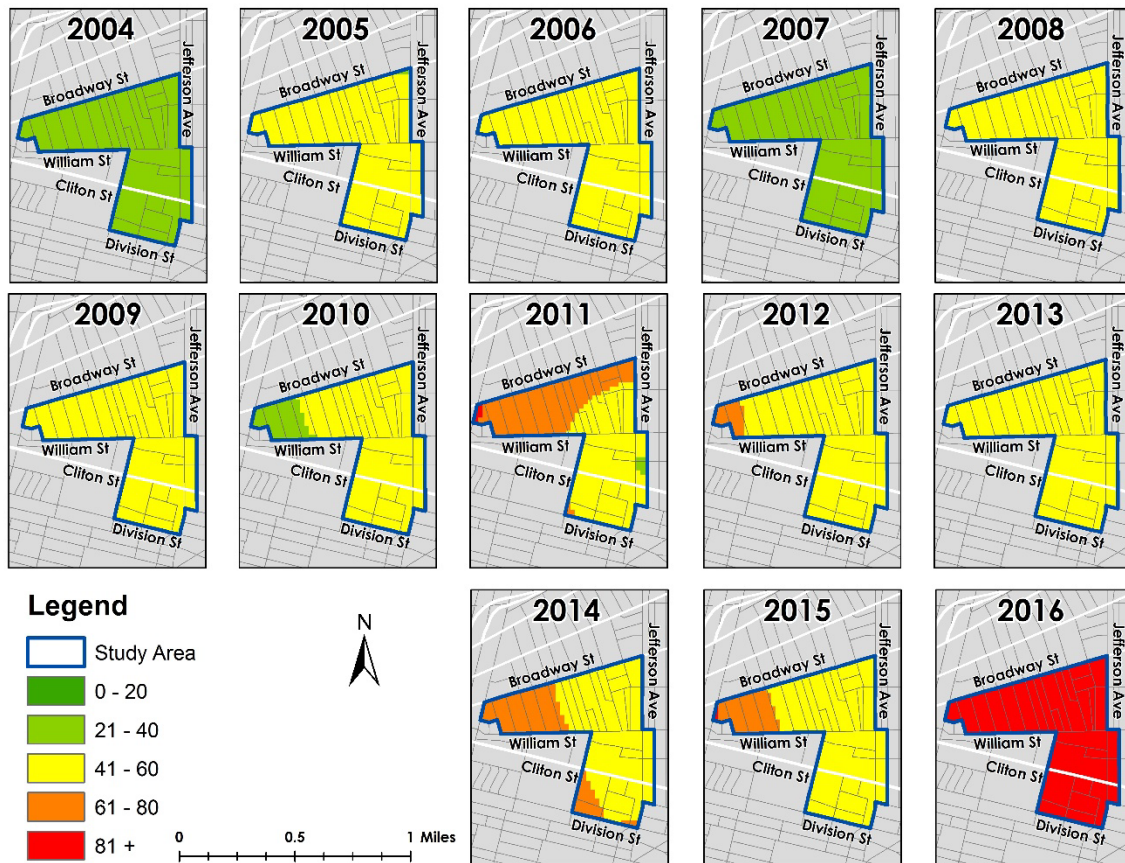 2004
Broadway St
Jefferson Ave
William St
Cliton St
Division St
2005
Broadway St
Jefferson Ave
William St
Cliton St
Division St
2006
Broadway St
Jefferson Ave
William St
Cliton St
Division St
2007
Broadway St
Jefferson Ave
William St
Cliton St
Division St
2008
Broadway St
Jefferson Ave
William St
Cliton St
Division St
2009
Broadway St
Jefferson Ave
William St
Cliton St
Division St
2010
Broadway St
Jefferson Ave
William St
Cliton St
Division St
2011
Broadway St
Jefferson Ave
William St
Cliton St
Division St
2012
Broadway St
Jefferson Ave
William St
Cliton St
Division St
2013
Broadway St
Jefferson Ave
William St
Cliton St
Division St
Legend
Study Area
0 - 20
21 - 40
41 - 60
61 - 80
81 +
N
0 0.5 1 Miles
2014
Broadway St
Jefferson Ave
William St
Cliton St
Division St
2015
Broadway St
Jefferson Ave
William St
Cliton St
Division St
2016
Broadway St
Jefferson Ave
William St
Cliton St
Division St